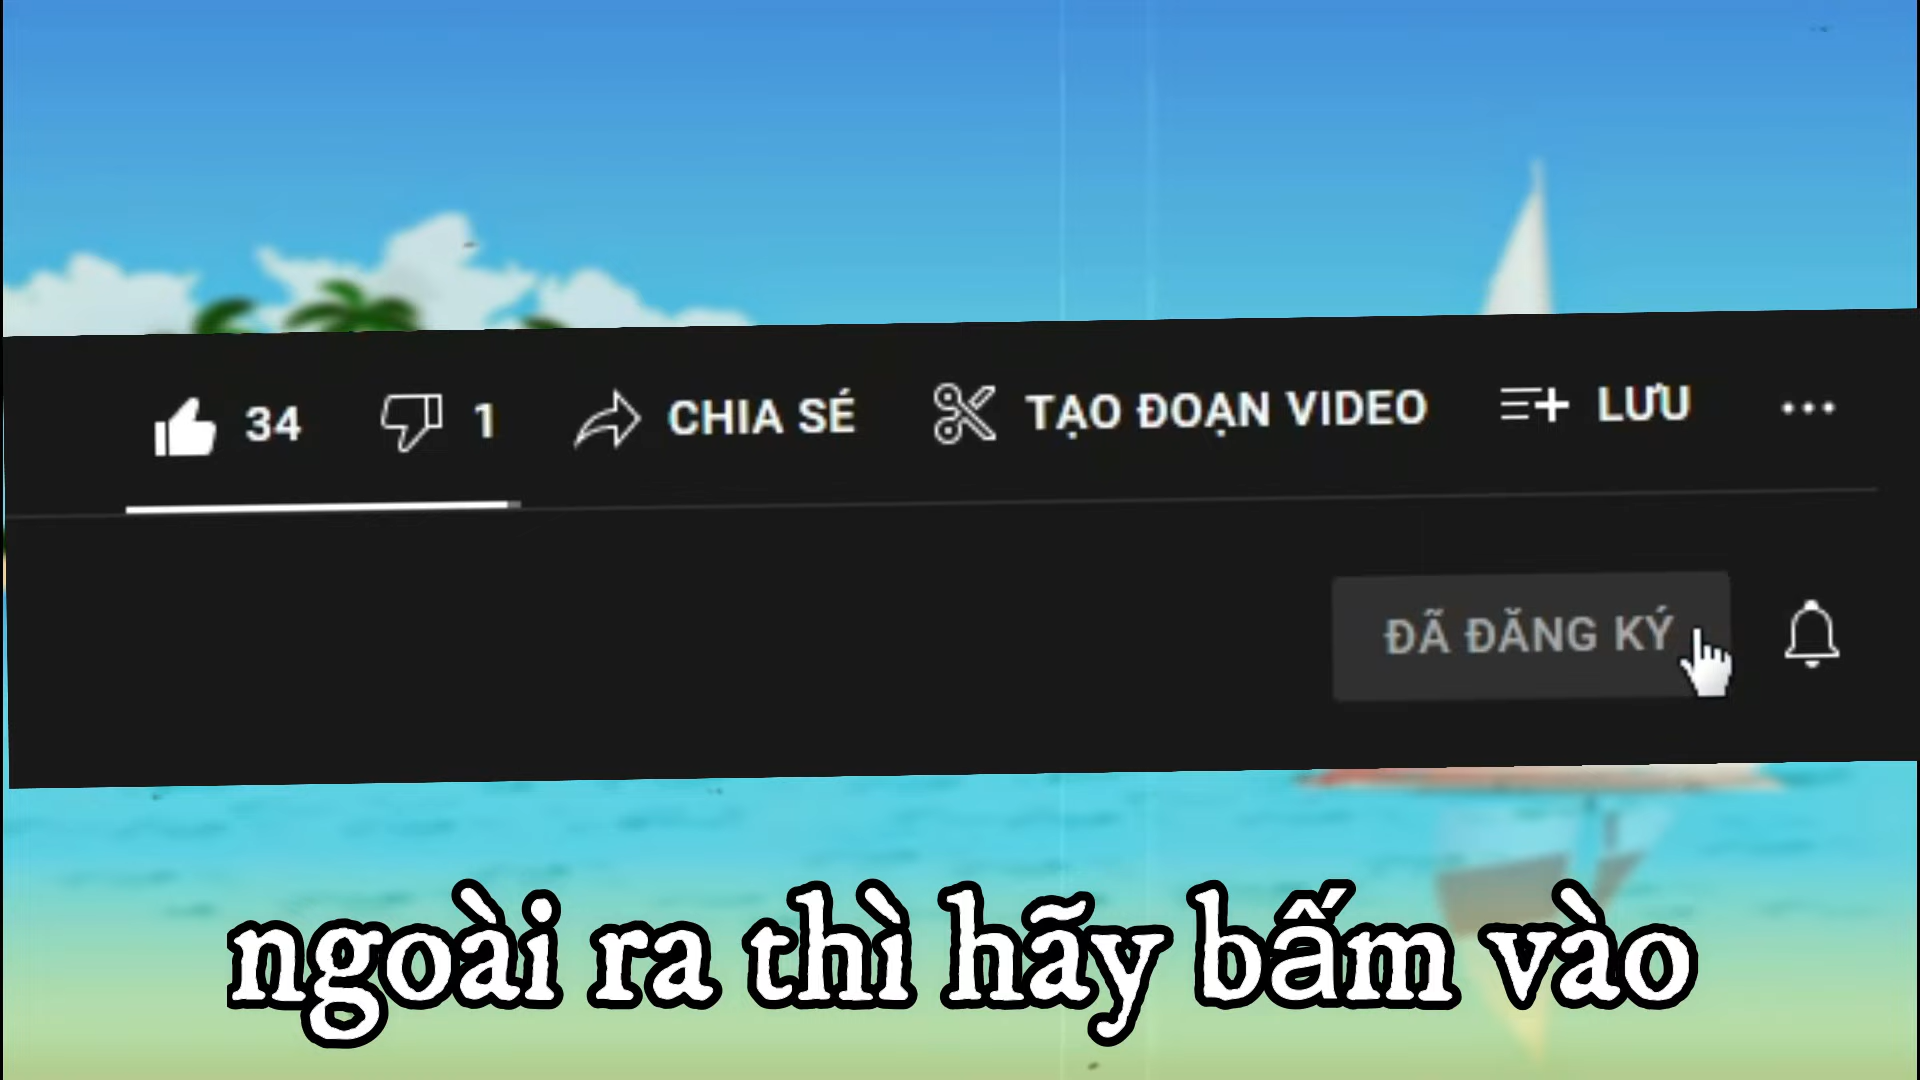 34 1 CHIA SẺ TẠO ĐOẠN VIDEO LƯU
ĐÃ ĐĂNG KÝ
ngoài ra thì hãy bấm vào